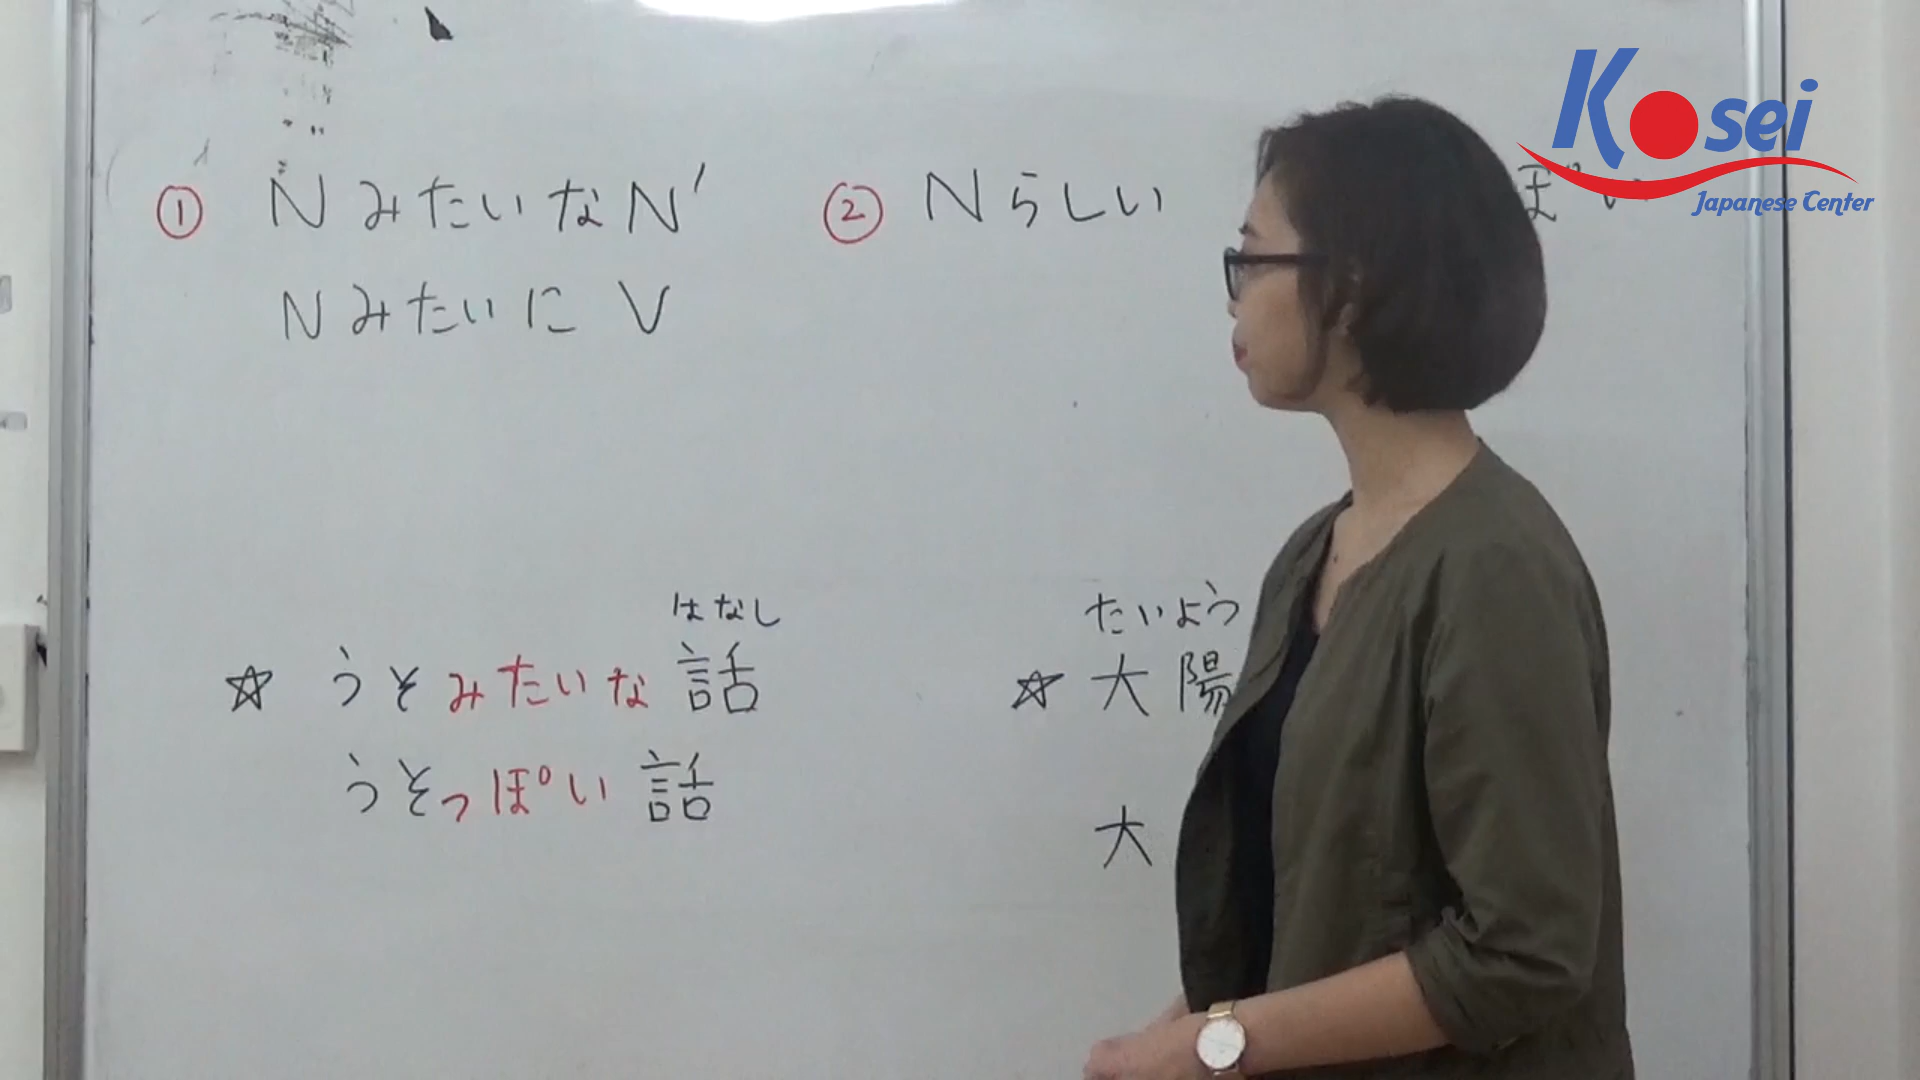 ① NみたいなN'
Nみたいに V
② Nらしい
ぽい
はなし
☆ うそみたいな 話
うそっぽい 話
たいよう
☆ 大陽
大
Kosei
Japanese Center